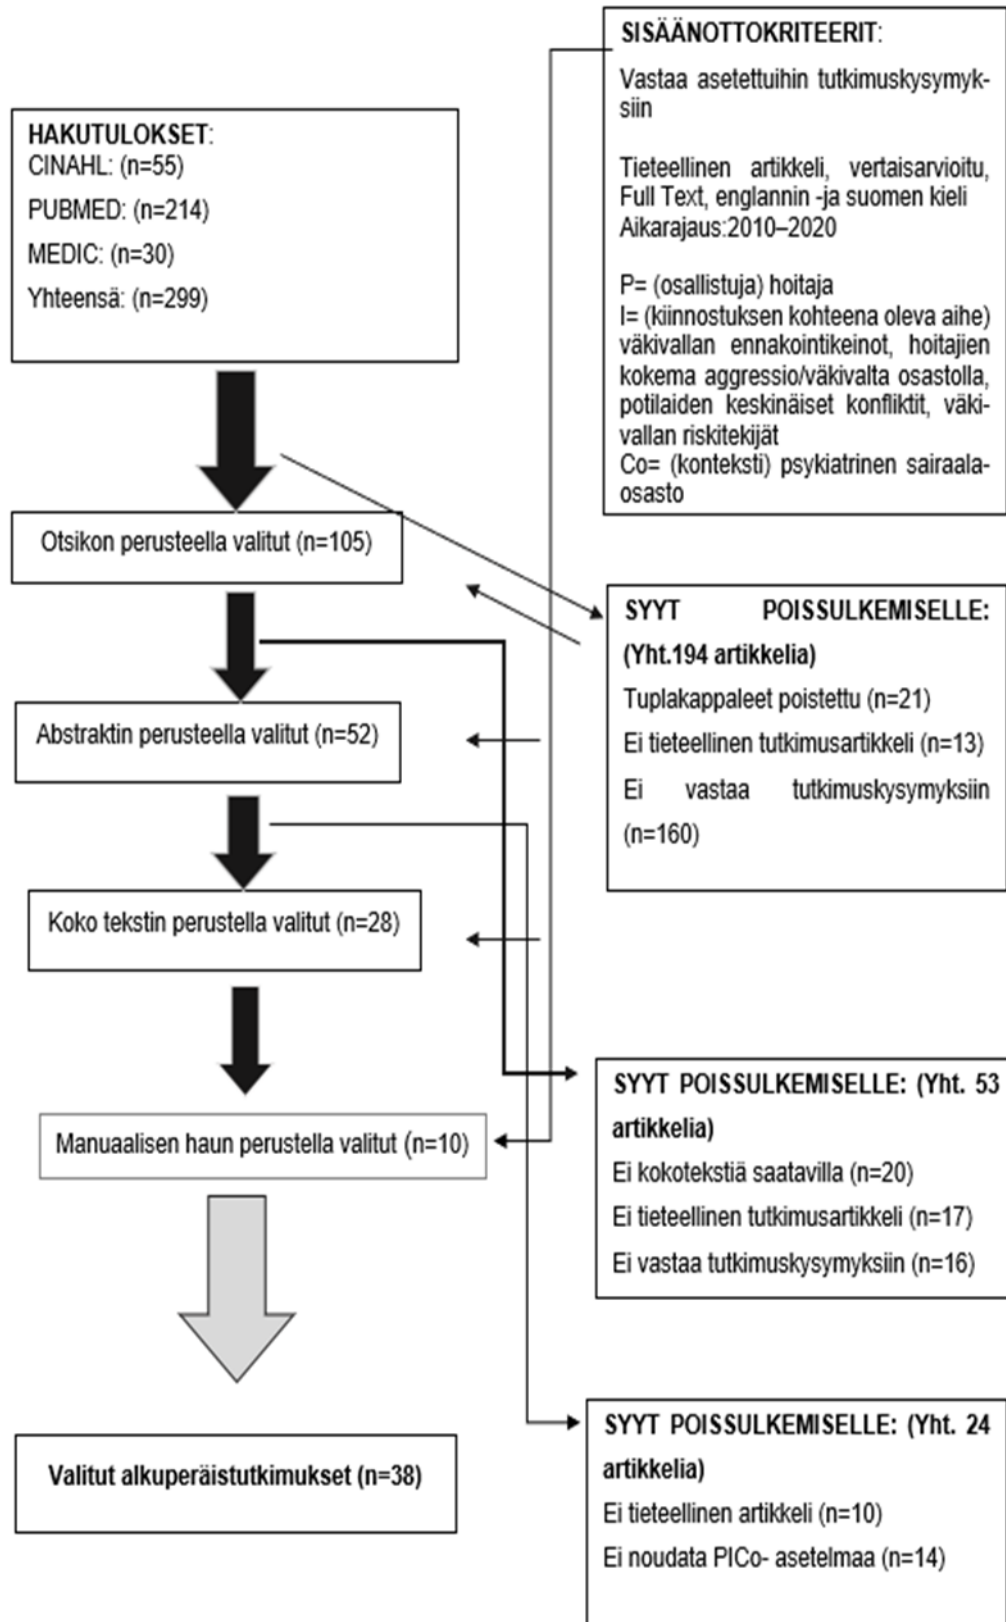 HAKUTULOKSET:
CINAHL: (n=55)
PUBMED: (n=214)
MEDIC: (n=30)
Yhteensä: (n=299)
Otsikon perusteella valitut (n=105)
Abstraktin perusteella valitut (n=52)
Koko tekstin perustella valitut (n=28)
Manuaalisen haun perustella valitut (n=10)
Valitut alkuperäistutkimukset (n=38)
SISÄÄNOTTOKRITEERIT:
Vastaa asetettuihin tutkimuskysymyk-
siin
Tieteellinen artikkeli, vertaisarvioitu,
Full Text, englannin -ja suomen kieli
Aikarajaus:2010–2020
P= (osallistuja) hoitaja
I= (kiinnostuksen kohteena oleva aihe)
väkivallan ennakointikeinot, hoitajien
kokema aggressio/väkivalta osastolla,
potilaiden keskinäiset konfliktit, väki-
vallan riskitekijät
Co= (konteksti) psykiatrinen sairaala-
osasto
SYYT POISSULKEMISELLE:
(Yht.194 artikkelia)
Tuplakappaleet poistettu (n=21)
Ei tieteellinen tutkimusartikkeli (n=13)
Ei vastaa tutkimuskysymyksiin
(n=160)
SYYT POISSULKEMISELLE: (Yht. 53
artikkelia)
Ei kokotekstiä saatavilla (n=20)
Ei tieteellinen tutkimusartikkeli (n=17)
Ei vastaa tutkimuskysymyksiin (n=16)
SYYT POISSULKEMISELLE: (Yht. 24
artikkelia)
Ei tieteellinen artikkeli (n=10)
Ei noudata PICo- asetelmaa (n=14)